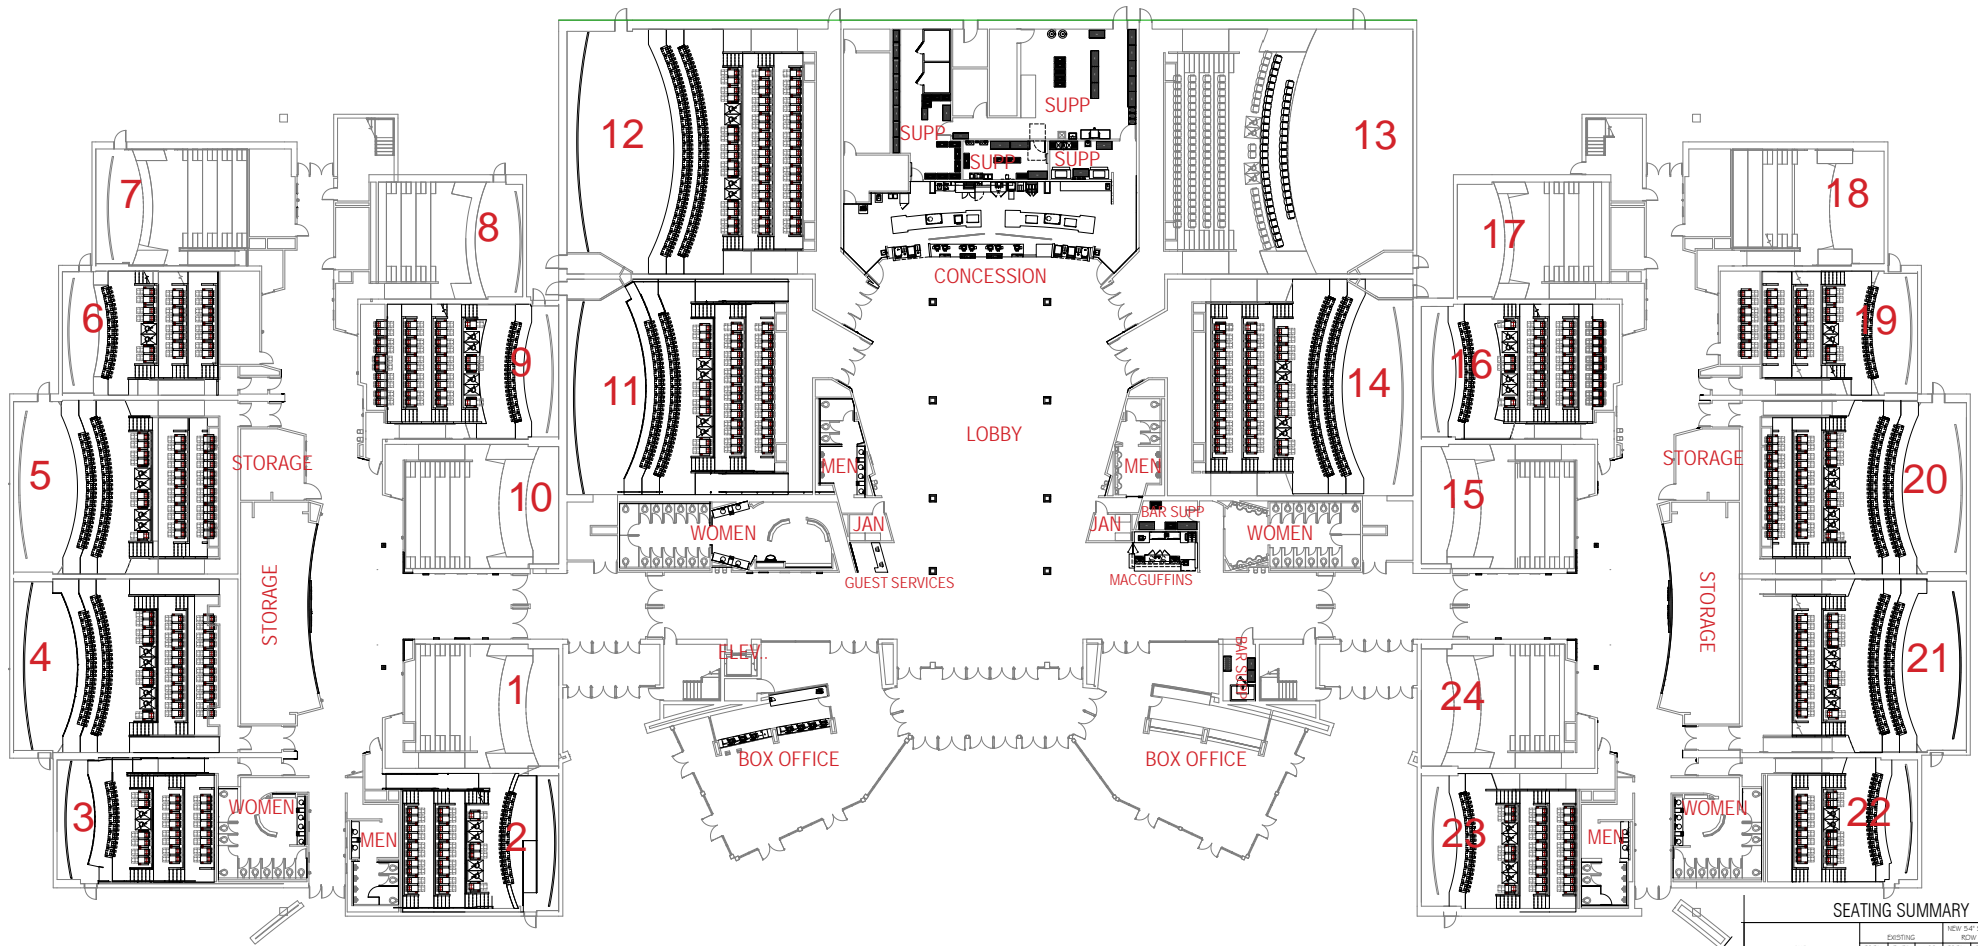 12
13
SUPP
SUPP
SUPP
SUPP
7
8
17
18
CONCESSION
6
9
11
14
16
19
LOBBY
5
STORAGE
10
MEN
MEN
15
STORAGE
20
WOMEN
JAN
JAN
BAR SUPP
WOMEN
GUEST SERVICES
MACGUFFINS
STORAGE
STORAGE
4
1
ELEV..
BAR SUPP
24
21
BOX OFFICE
BOX OFFICE
3
WOMEN
MEN
2
23
MEN
WOMEN
22
SEATING SUMMARY
EXISTING
NEW 54"
ROW